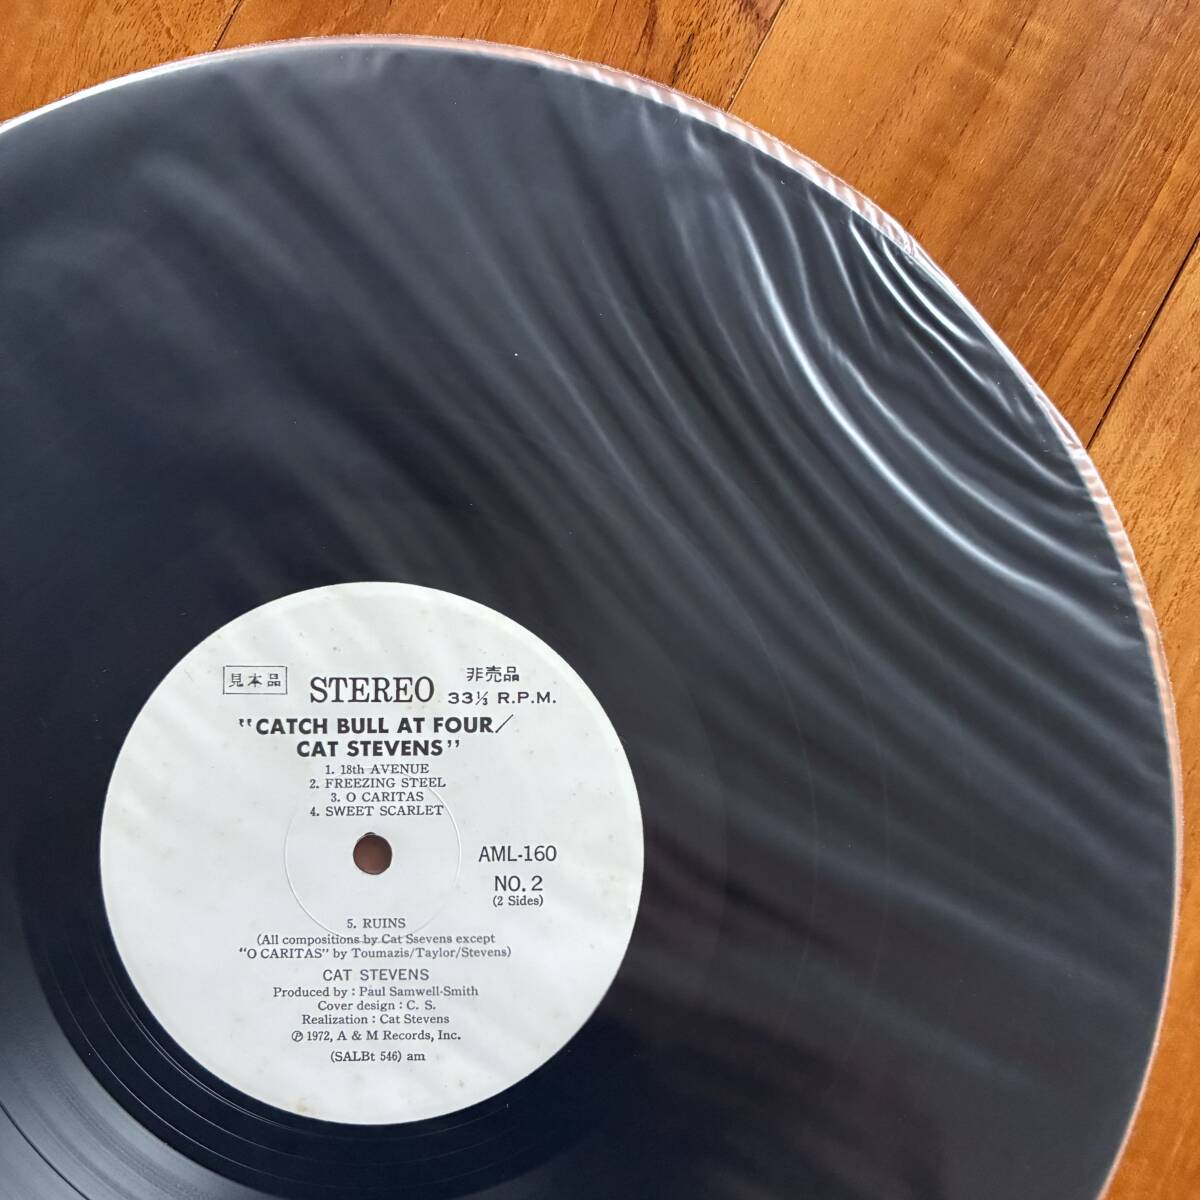 見本品 STEREO 非売品
33⅓ R.P.M.
"CATCH BULL AT FOUR/
CAT STEVENS"
1. 18th AVENUE
2. FREEZING STEEL
3. O CARITAS
4. SWEET SCARLET
AML-160
NO. 2
(2 Sides)
5. RUINS
(All compositions by Cat Ssevens except
"O CARITAS" by Toumazis/Taylor/Stevens)
CAT STEVENS
Produced by : Paul Samwell-Smith
Cover design : C. S.
Realization : Cat Stevens
℗ 1972, A & M Records, Inc.
(SALBt 546) am